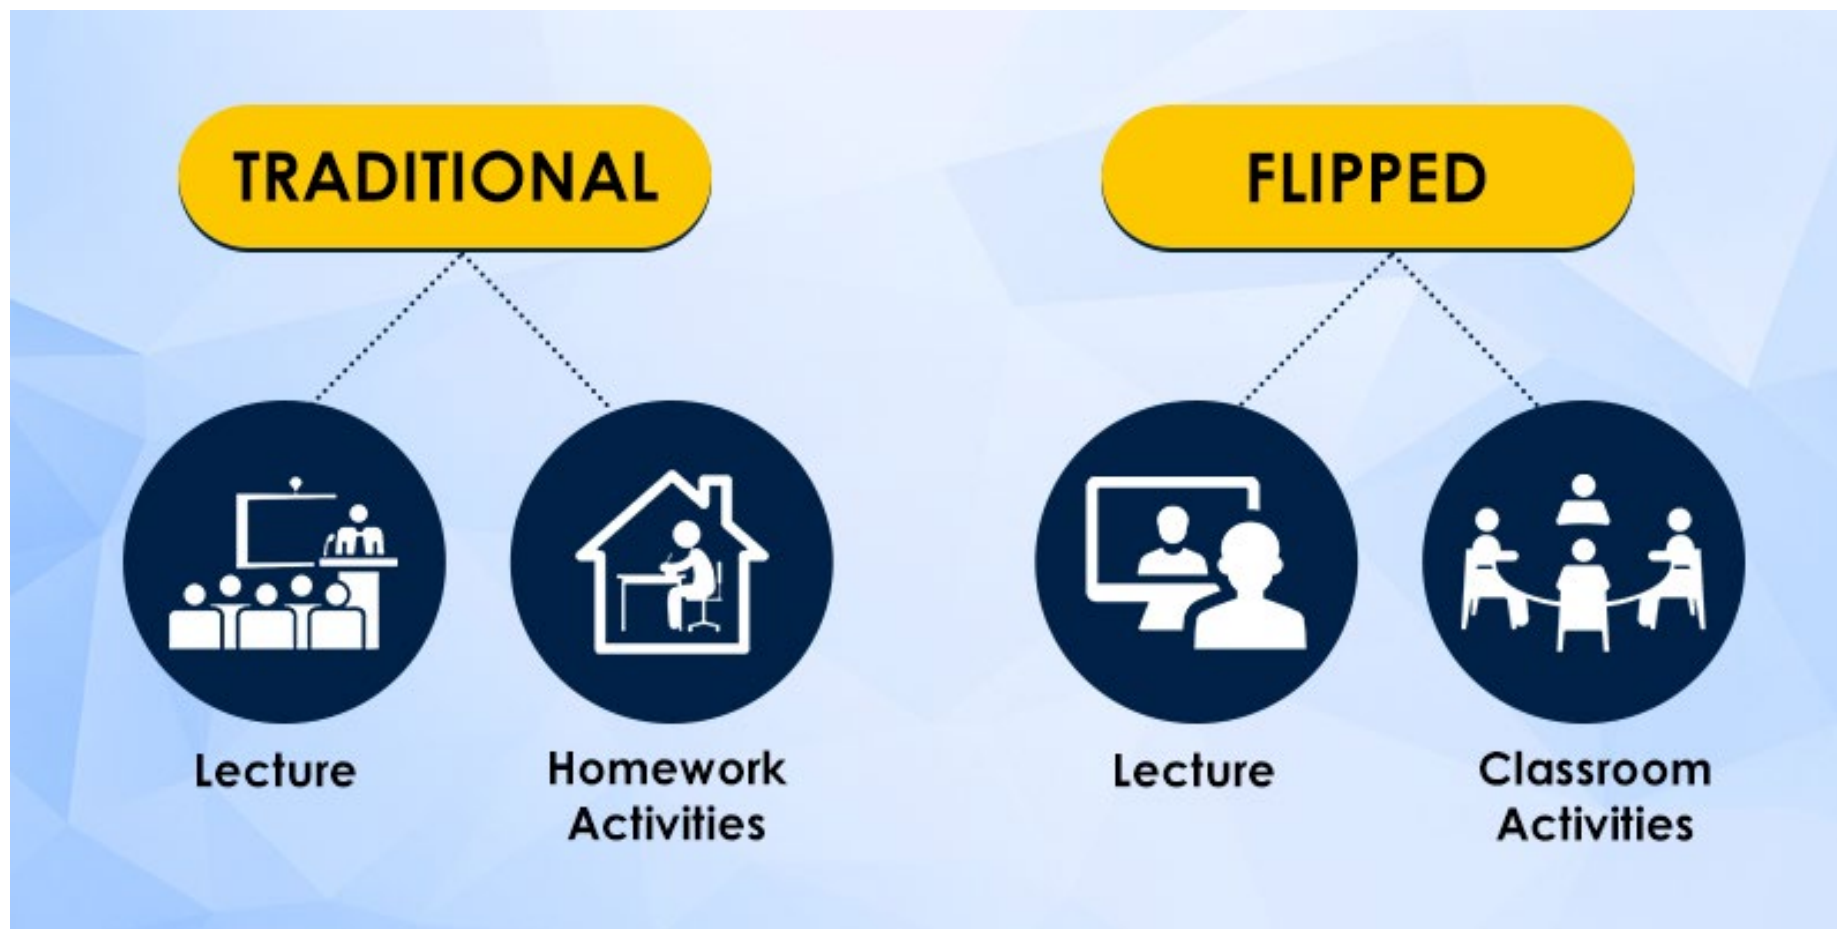 TRADITIONAL
FLIPPED
Lecture
Homework
Activities
Lecture
Classroom
Activities